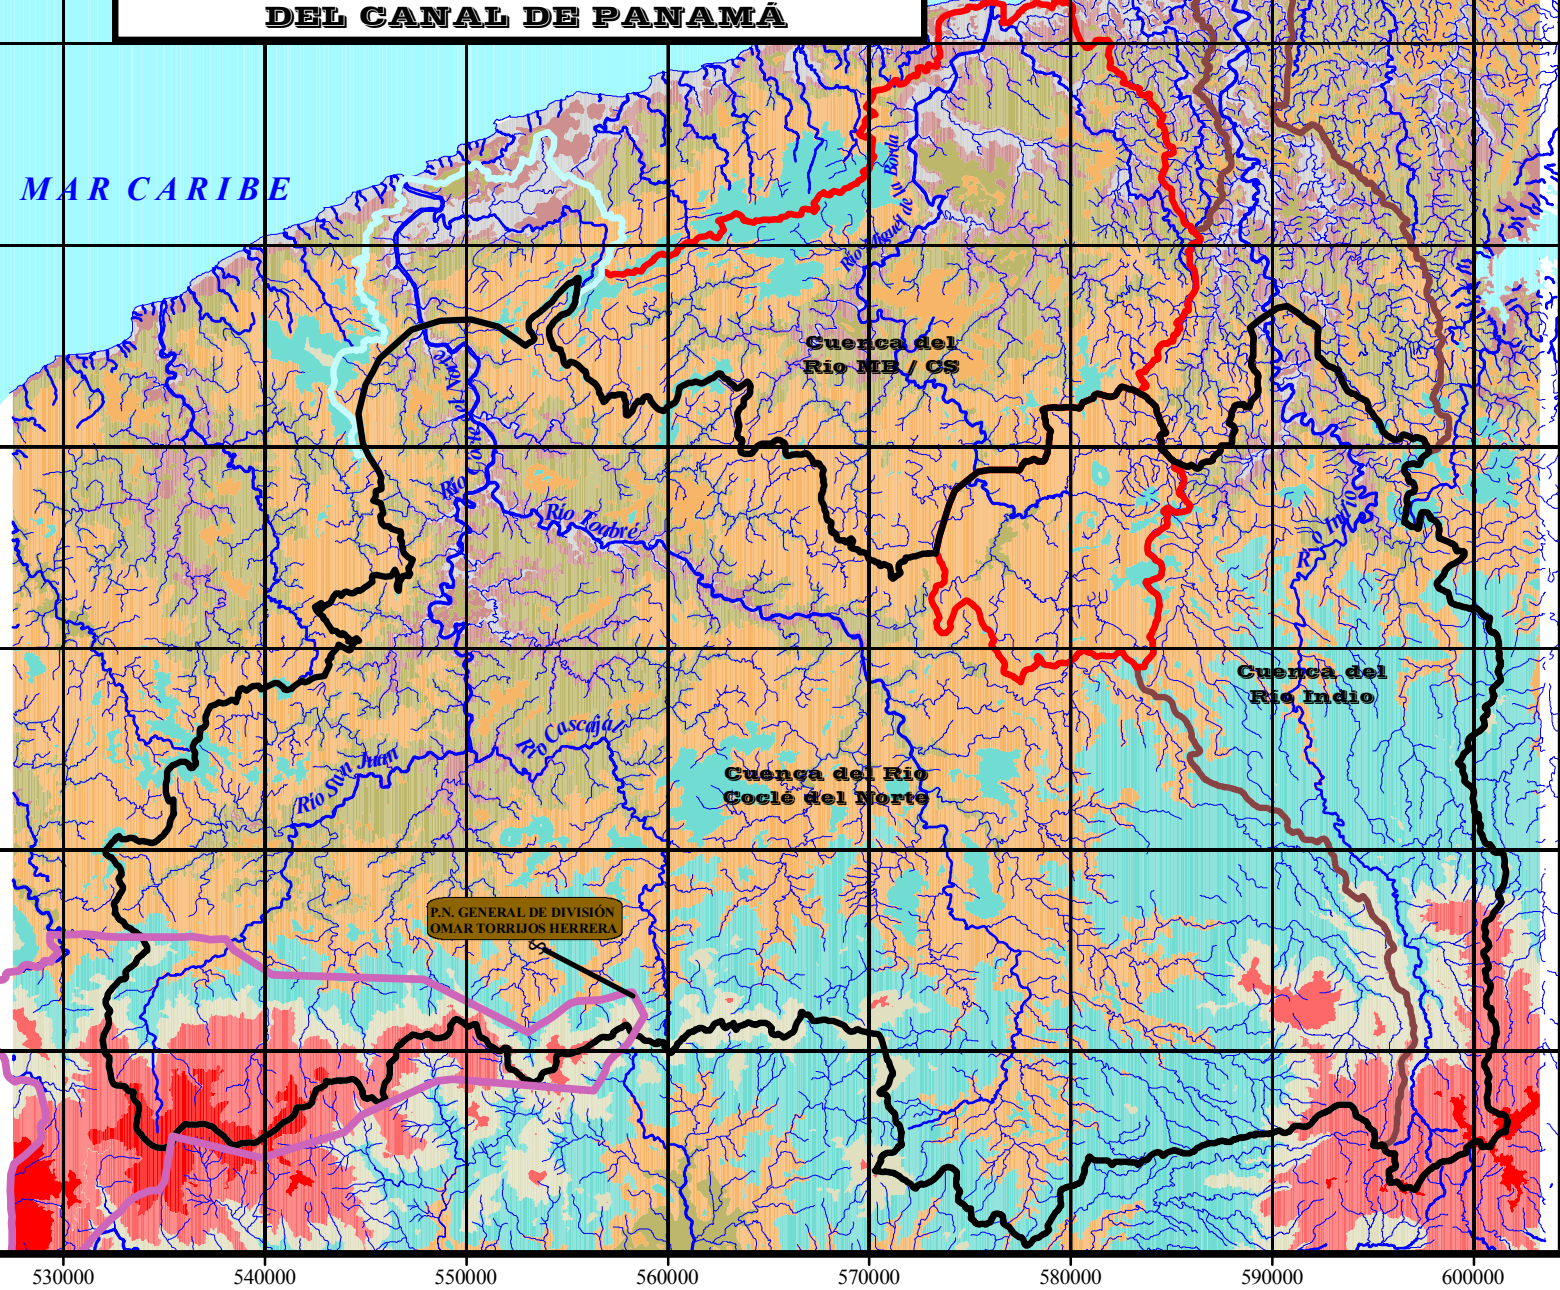 DEL CANAL DE PANAMÁ
MAR CARIBE
Río Miguel de la Borda
Cuenca del
Río MB / CS
Río Coclé del Norte
Río Toabré
Río Indio
Cuenca del
Río Indio
Río San Juan
Río Cascajal
Cuenca del Río
Coclé del Norte
P.N. GENERAL DE DIVISIÓN
OMAR TORRIJOS HERRERA
530000 540000 550000 560000 570000 580000 590000 600000